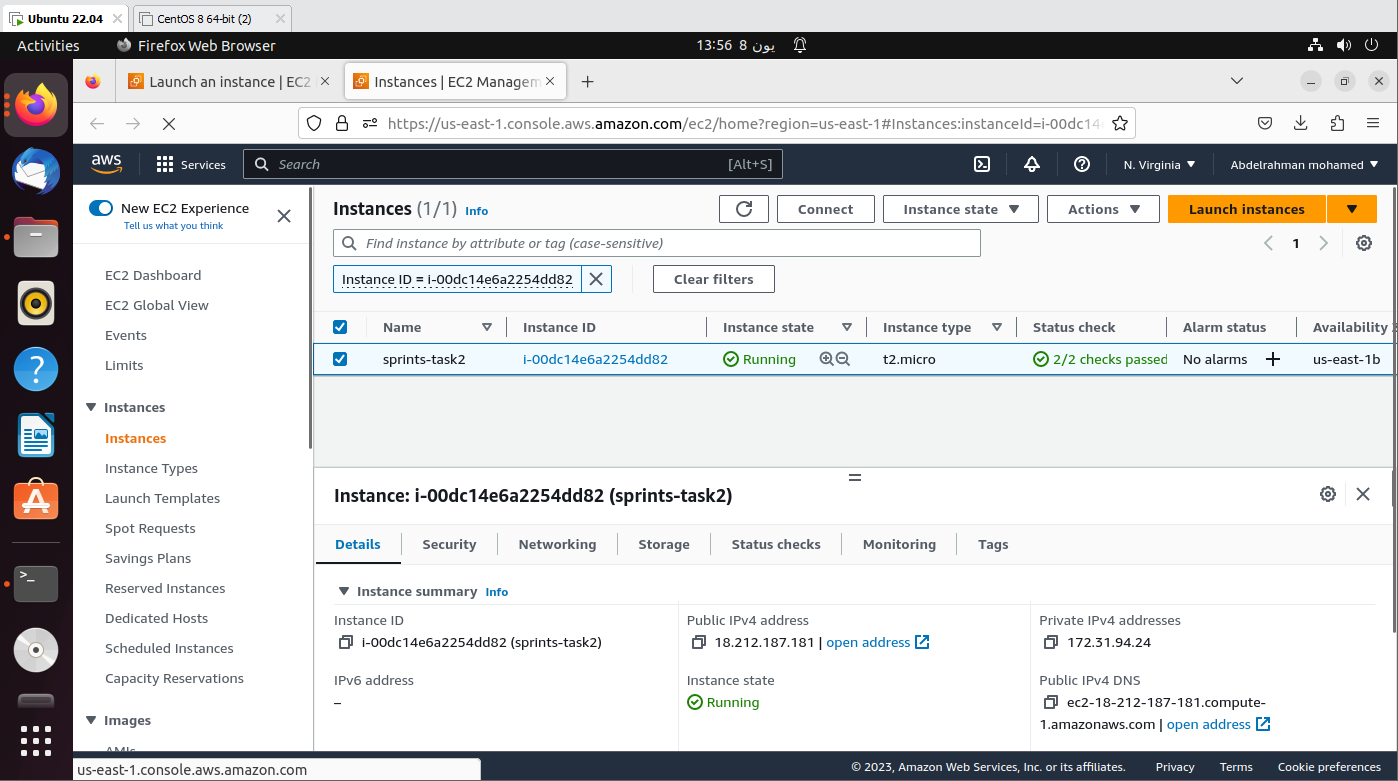 Ubuntu 22.04
CentOS 8 64-bit (2)
Activities
Firefox Web Browser
13:56 8 يون
Launch an instance | EC2
Instances | EC2 Managem
https://us-east-1.console.aws.amazon.com/ec2/home?region=us-east-1#Instances:instanceId=i-00dc14e
aws
Services
Search
[Alt+S]
N. Virginia
Abdelrahman mohamed
New EC2 Experience
Tell us what you think
EC2 Dashboard
EC2 Global View
Events
Limits
Instances
Instances
Instance Types
Launch Templates
Spot Requests
Savings Plans
Reserved Instances
Dedicated Hosts
Scheduled Instances
Capacity Reservations
Images
AMIs
Instances (1/1) Info
Connect
Instance state
Actions
Launch instances
Find instance by attribute or tag (case-sensitive)
1
Instance ID = i-00dc14e6a2254dd82
Clear filters
Name Instance ID Instance state Instance type Status check Alarm status Availability
sprints-task2 i-00dc14e6a2254dd82 Running t2.micro 2/2 checks passed No alarms + us-east-1b
Instance: i-00dc14e6a2254dd82 (sprints-task2)
Details Security Networking Storage Status checks Monitoring Tags
Instance summary Info
Instance ID
i-00dc14e6a2254dd82 (sprints-task2)
Public IPv4 address
18.212.187.181 | open address
Private IPv4 addresses
172.31.94.24
IPv6 address
–
Instance state
Running
Public IPv4 DNS
ec2-18-212-187-181.compute-
1.amazonaws.com | open address
us-east-1.console.aws.amazon.com
© 2023, Amazon Web Services, Inc. or its affiliates. Privacy Terms Cookie preferences